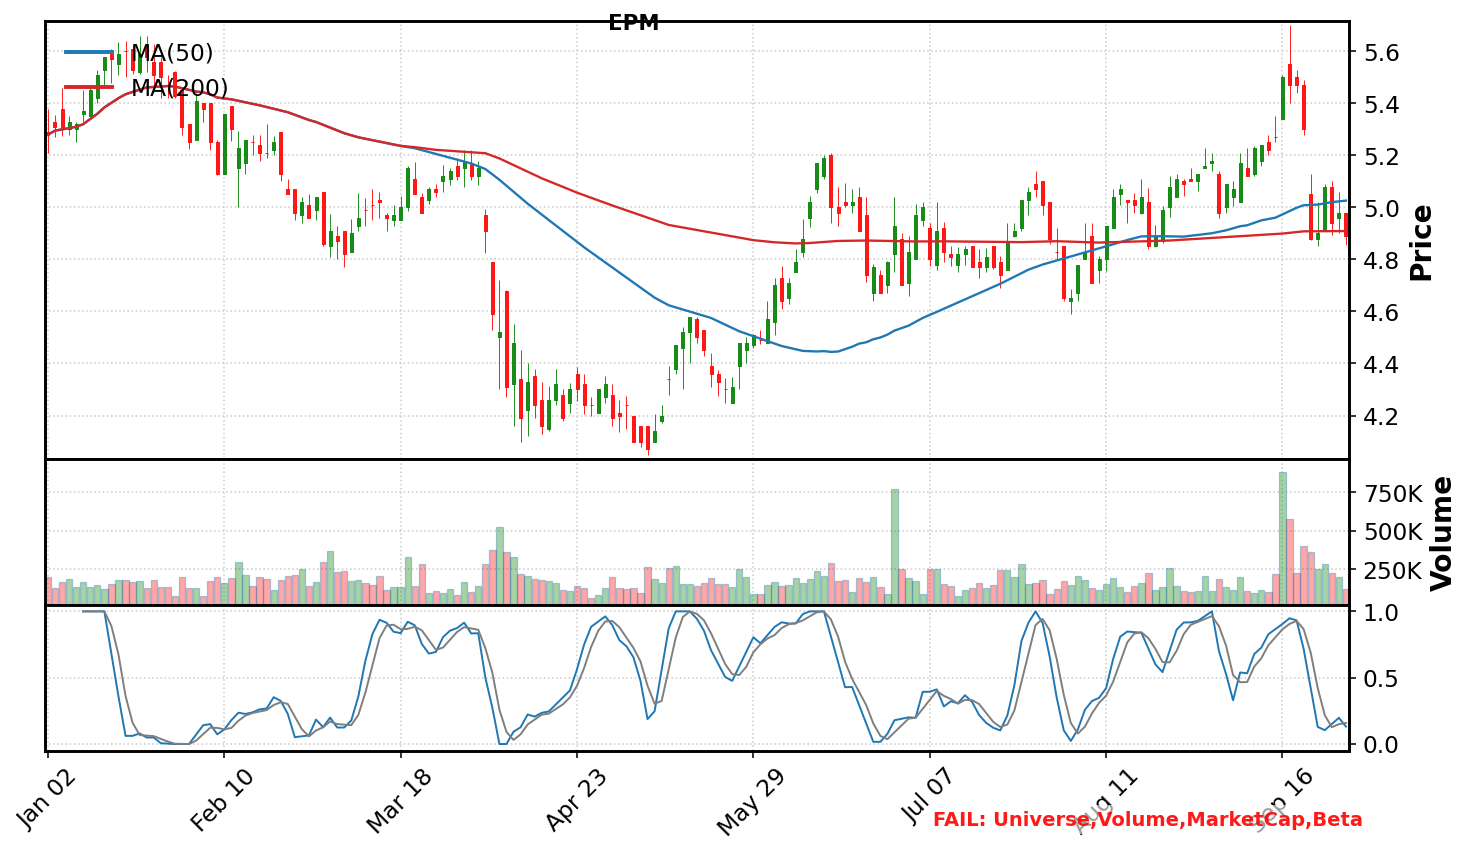 EPM
MA(50)
MA(200)
5.6
5.4
5.2
5.0
4.8
4.6
4.4
4.2
Price
750K
500K
250K
Volume
1.0
0.5
0.0
Jan 02
Feb 10
Mar 18
Apr 23
May 29
Jul 07
Aug 11
Sep 16
FAIL: Universe,Volume,MarketCap,Beta